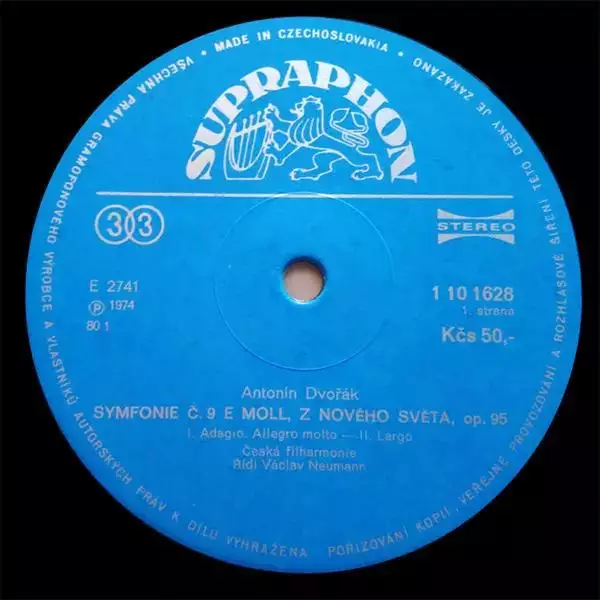 • MADE IN CZECHOSLOVAKIA •
VŠECHNA PRÁVA GRAMOFONOVÉHO VÝROBCE A VLASTNÍKŮ AUTORSKÝCH PRÁV K DÍLU VYHRAŽENA
POŘIZOVÁNÍ KOPIÍ, VEŘEJNÉ PROVOZOVÁNÍ A ROZHLASOVÉ ŠÍŘENÍ TÉTO DESKY JE ZAKÁZÁNO
SUPRAPHON
33
STEREO
E 2741
℗ 1974
80 1
1 10 1628
1. strana
Kčs 50,-
Antonín Dvořák
SYMFONIE Č. 9 E MOLL, Z NOVÉHO SVĚTA, op. 95
I. Adagio. Allegro molto — II. Largo
Česká filharmonie
Řídí Václav Neumann